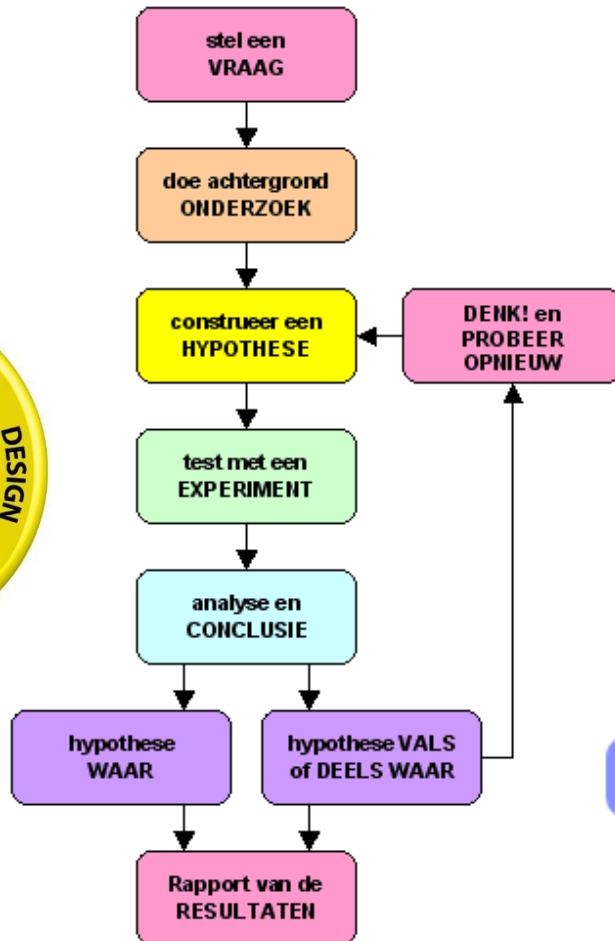 stel een
VRAAG
doe achtergrond
ONDERZOEK
construeer een
HYPOTHESE
DENK! en
PROBEER
OPNIEUW
DESIGN
test met een
EXPERIMENT
analyse en
CONCLUSIE
hypothese
WAAR
hypothese VALS
of DEELS WAAR
Rapport van de
RESULTATEN